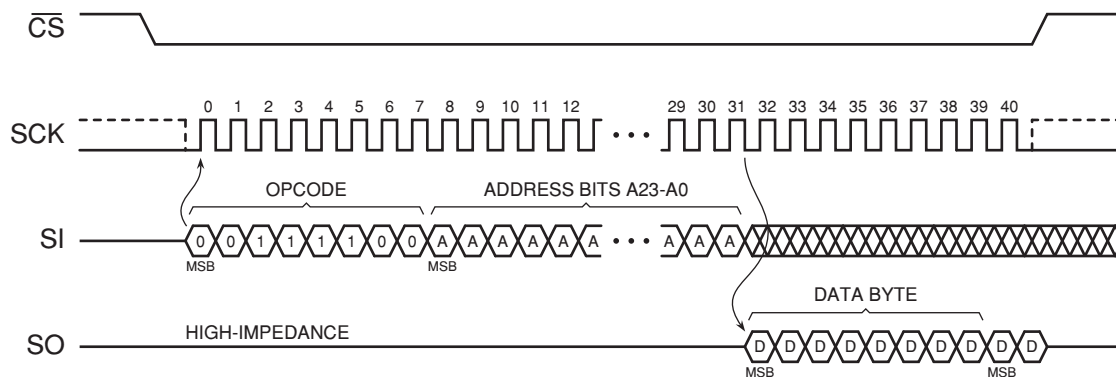 CS
0 1 2 3 4 5 6 7 8 9 10 11 12 29 30 31 32 33 34 35 36 37 38 39 40
SCK
OPCODE ADDRESS BITS A23-A0
SI 0 0 1 1 1 1 0 0 A A A A A A A A A
MSB MSB
DATA BYTE
HIGH-IMPEDANCE
SO D D D D D D D D D D
MSB MSB